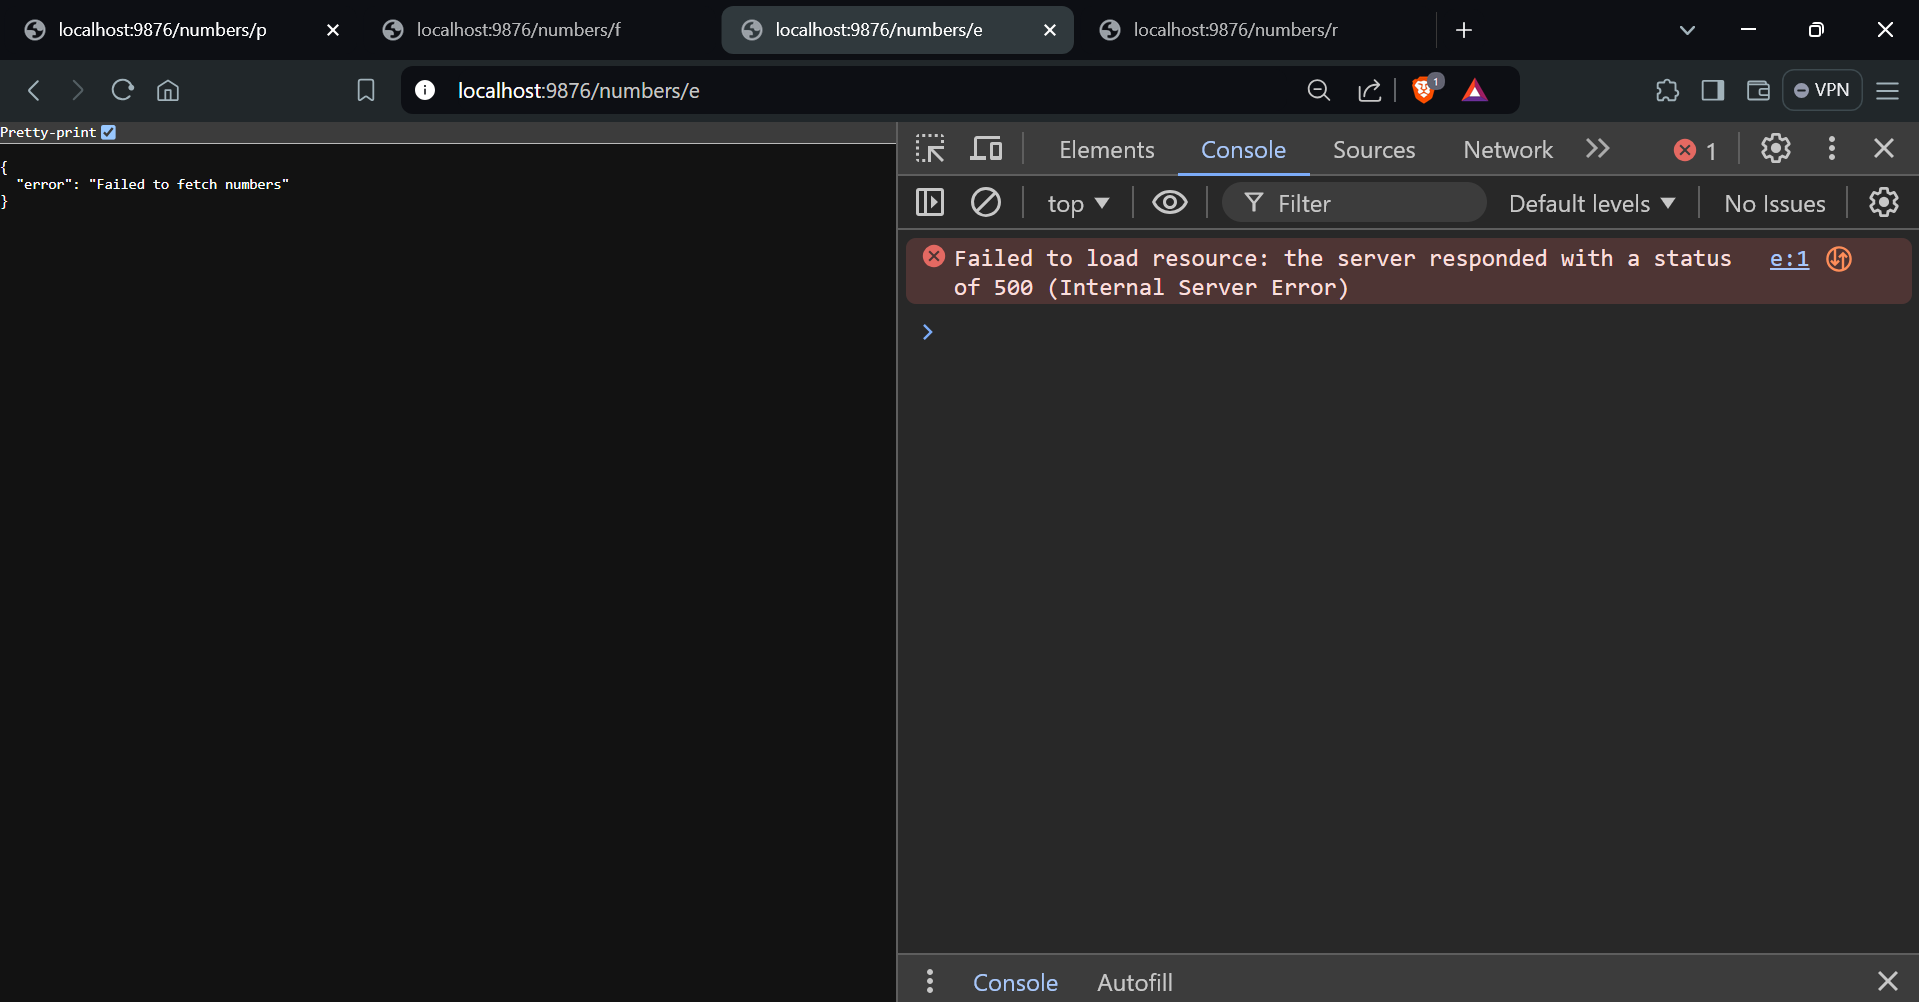 localhost:9876/numbers/p
localhost:9876/numbers/f
localhost:9876/numbers/e
localhost:9876/numbers/r
localhost:9876/numbers/e
1
VPN
Pretty-print
{
"error": "Failed to fetch numbers"
}
Elements
Console
Sources
Network
1
top
Filter
Default levels
No Issues
Failed to load resource: the server responded with a status e:1
of 500 (Internal Server Error)
Console
Autofill